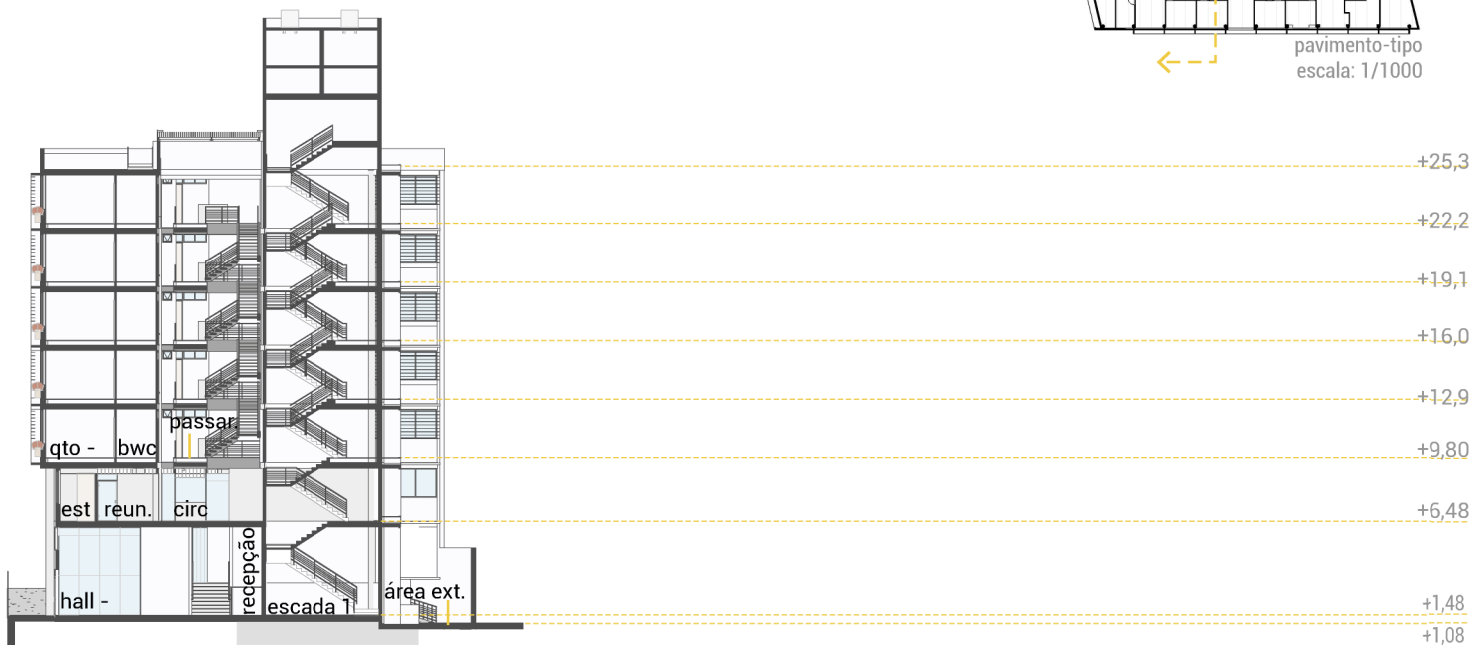 pavimento-tipo
escala: 1/1000
+25,3
+22,2
+19,1
+16,0
+12,9
passar.
qto -
bwc
+9,80
est
reun.
circ
+6,48
recepção
hall -
escada 1
área ext.
+1,48
+1,08